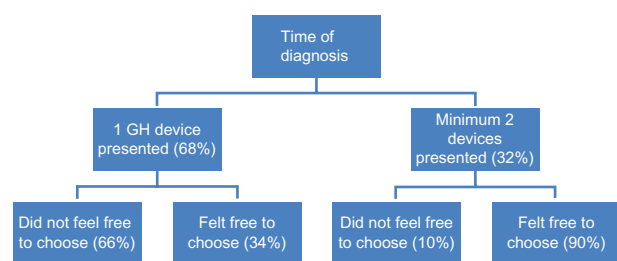 Time of
diagnosis
1 GH device
presented (68%)
Minimum 2
devices
presented (32%)
Did not feel free
to choose (66%)
Felt free to
choose (34%)
Did not feel free
to choose (10%)
Felt free to
choose (90%)